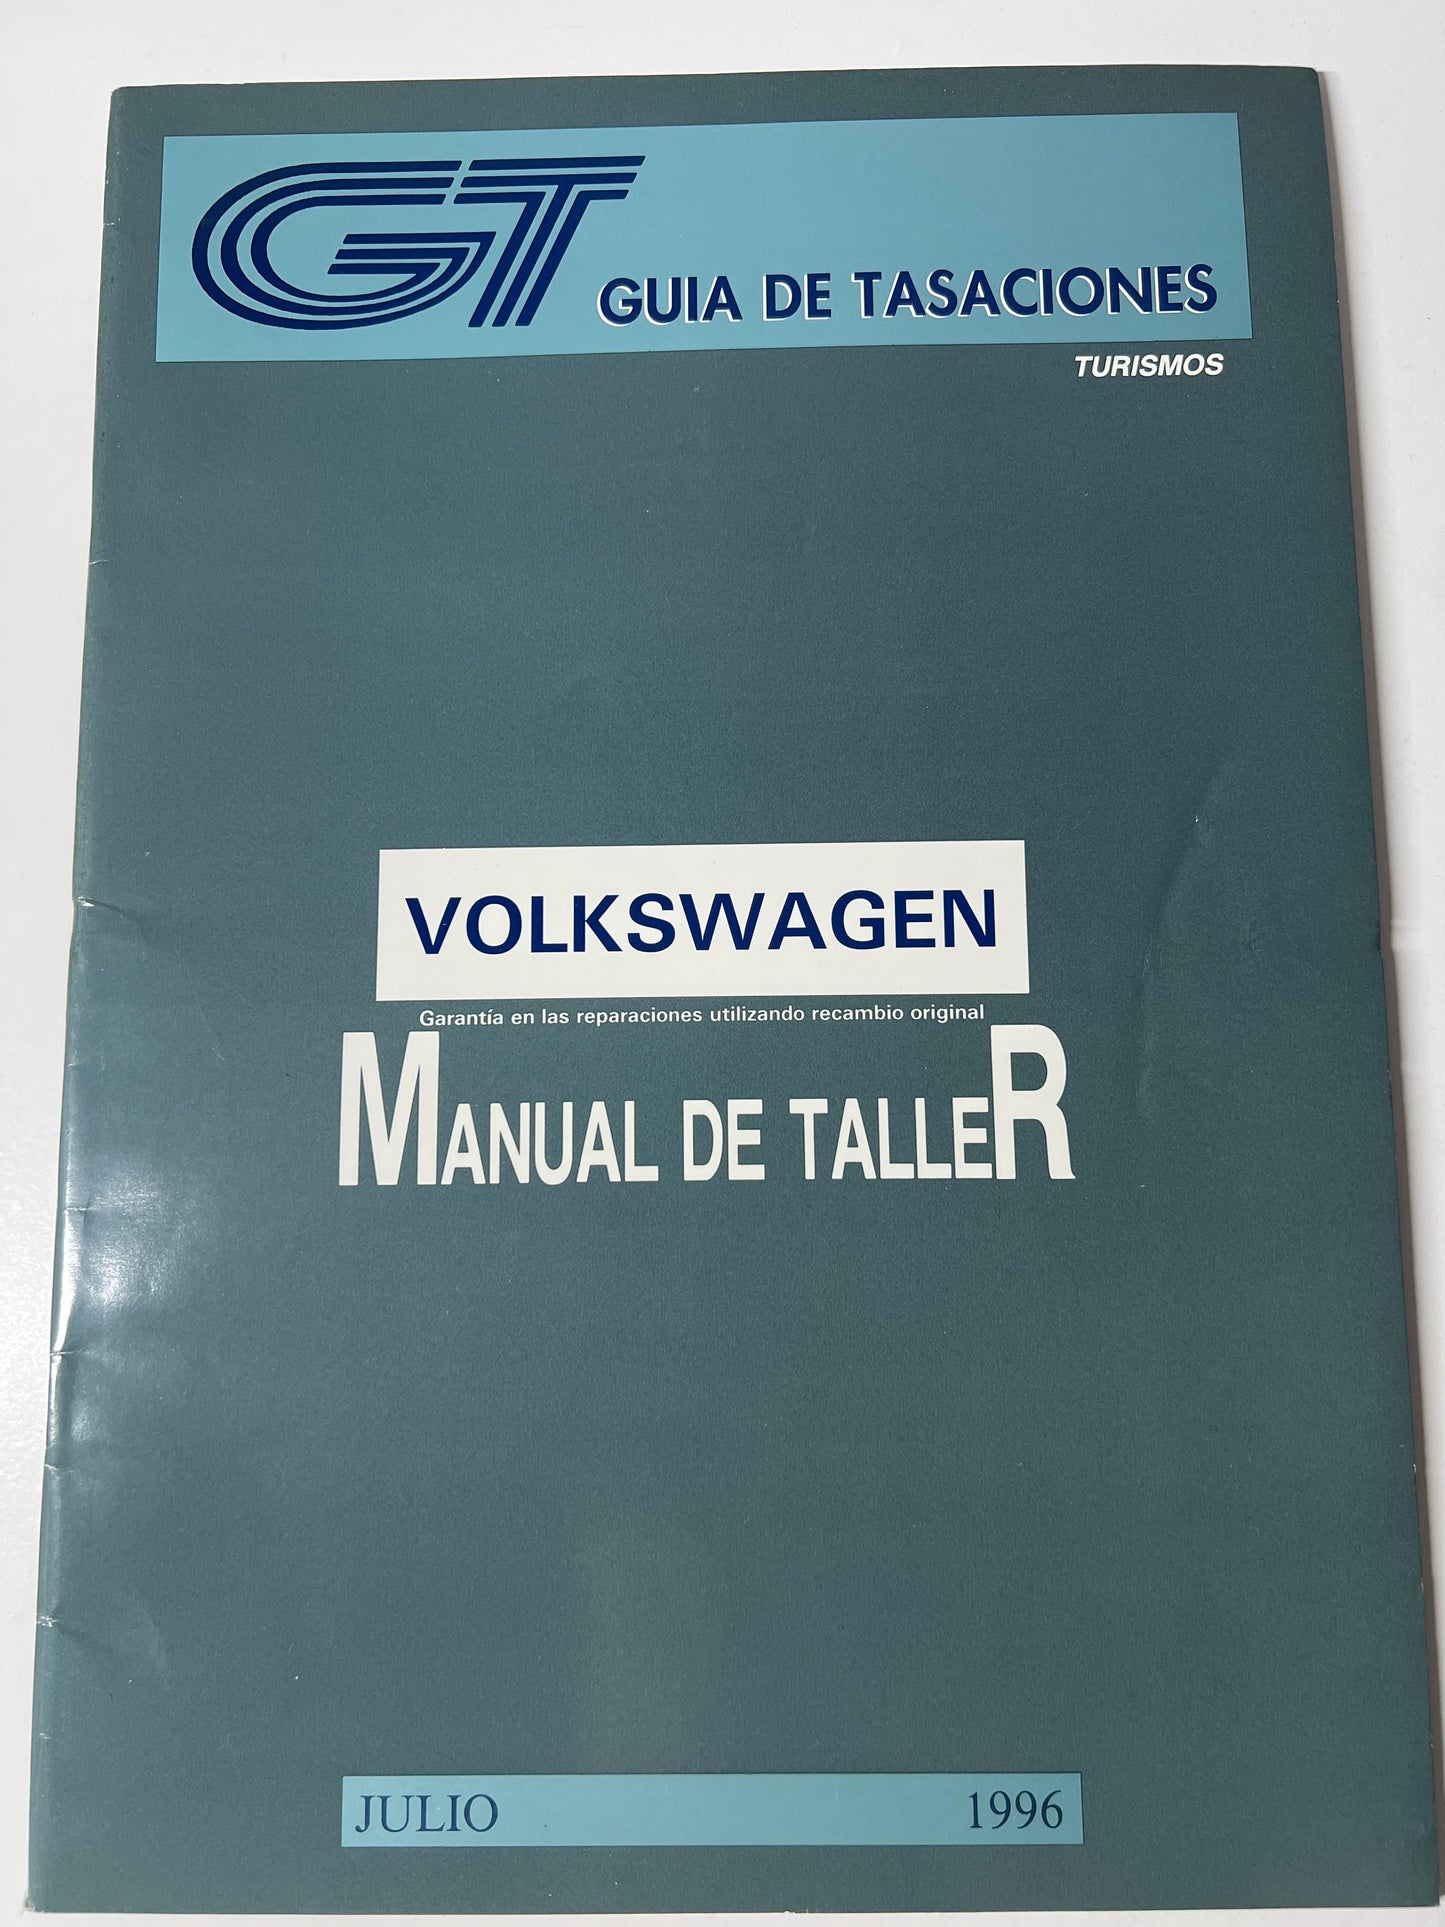 GT GUIA DE TASACIONES
TURISMOS
VOLKSWAGEN
Garantía en las reparaciones utilizando recambio original
MANUAL DE TALLER
JULIO 1996